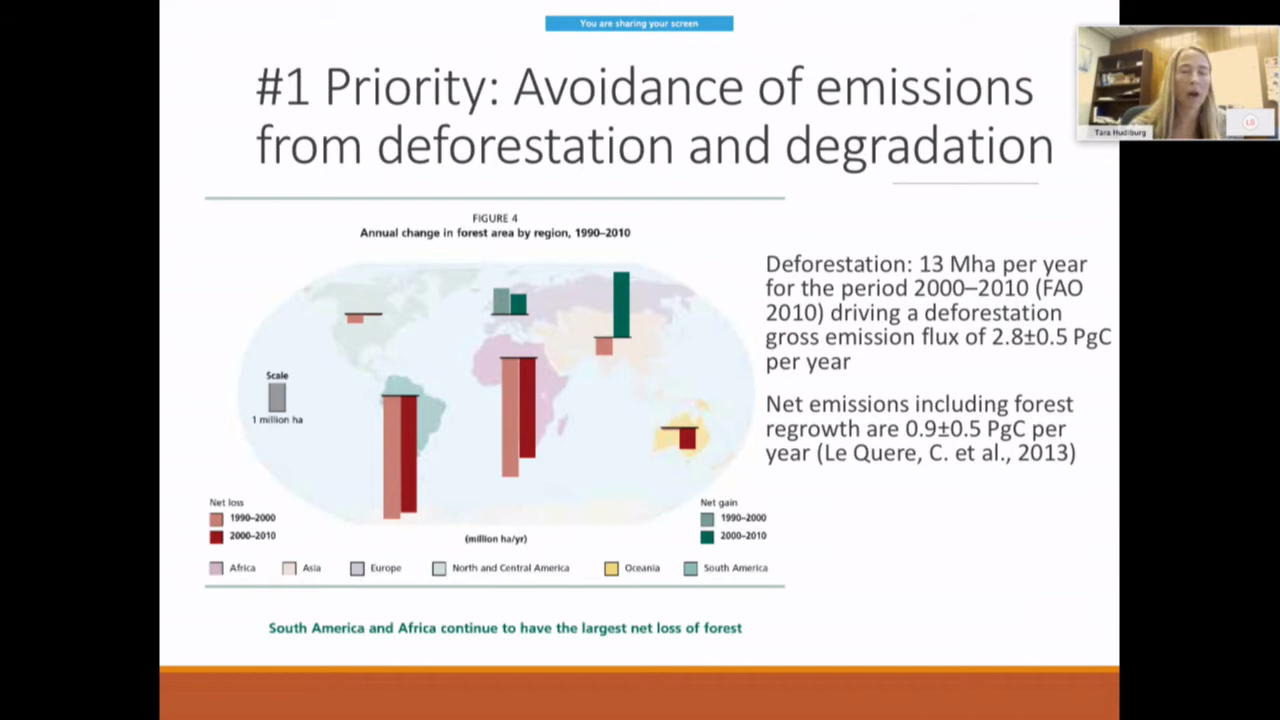 You are sharing your screen
#1 Priority: Avoidance of emissions
from deforestation and degradation
Tara Hudiburg
LS
FIGURE 4
Annual change in forest area by region, 1990–2010
Scale
1 million ha
Net loss
1990–2000
2000–2010
(million ha/yr)
Net gain
1990–2000
2000–2010
Africa
Asia
Europe
North and Central America
Oceania
South America
South America and Africa continue to have the largest net loss of forest
Deforestation: 13 Mha per year
for the period 2000–2010 (FAO
2010) driving a deforestation
gross emission flux of 2.8±0.5 PgC
per year
Net emissions including forest
regrowth are 0.9±0.5 PgC per
year (Le Quere, C. et al., 2013)